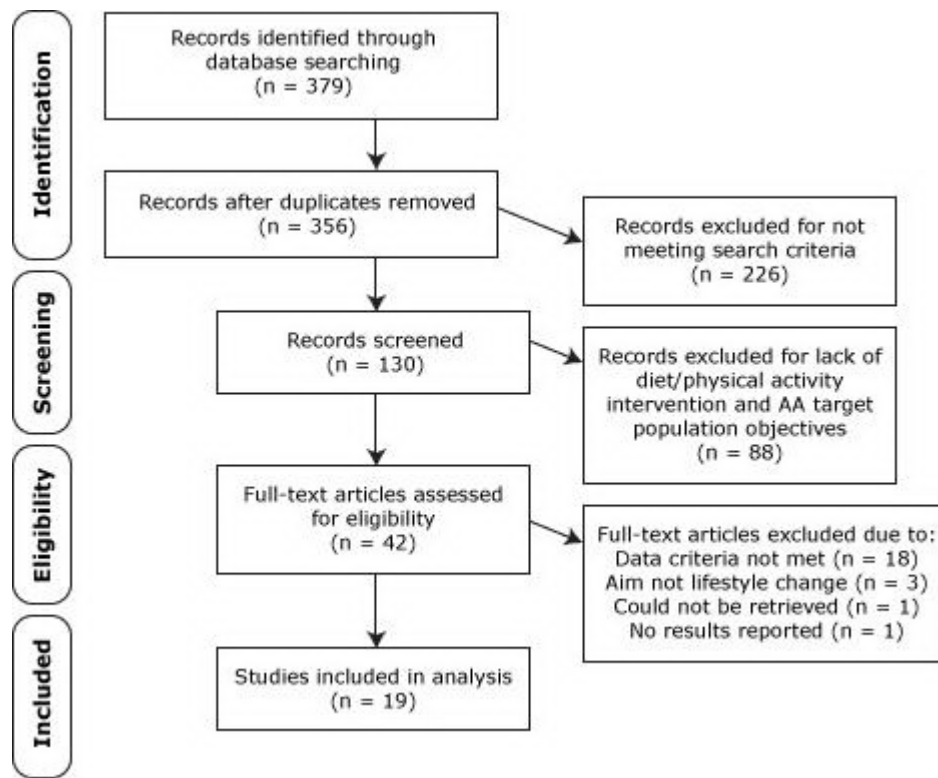 Identification
Records identified through
database searching
(n = 379)
Records after duplicates removed
(n = 356)
Records excluded for not
meeting search criteria
(n = 226)
Screening
Records screened
(n = 130)
Records excluded for lack of
diet/physical activity
intervention and AA target
population objectives
(n = 88)
Eligibility
Full-text articles assessed
for eligibility
(n = 42)
Full-text articles excluded due to:
Data criteria not met (n = 18)
Aim not lifestyle change (n = 3)
Could not be retrieved (n = 1)
No results reported (n = 1)
Included
Studies included in analysis
(n = 19)